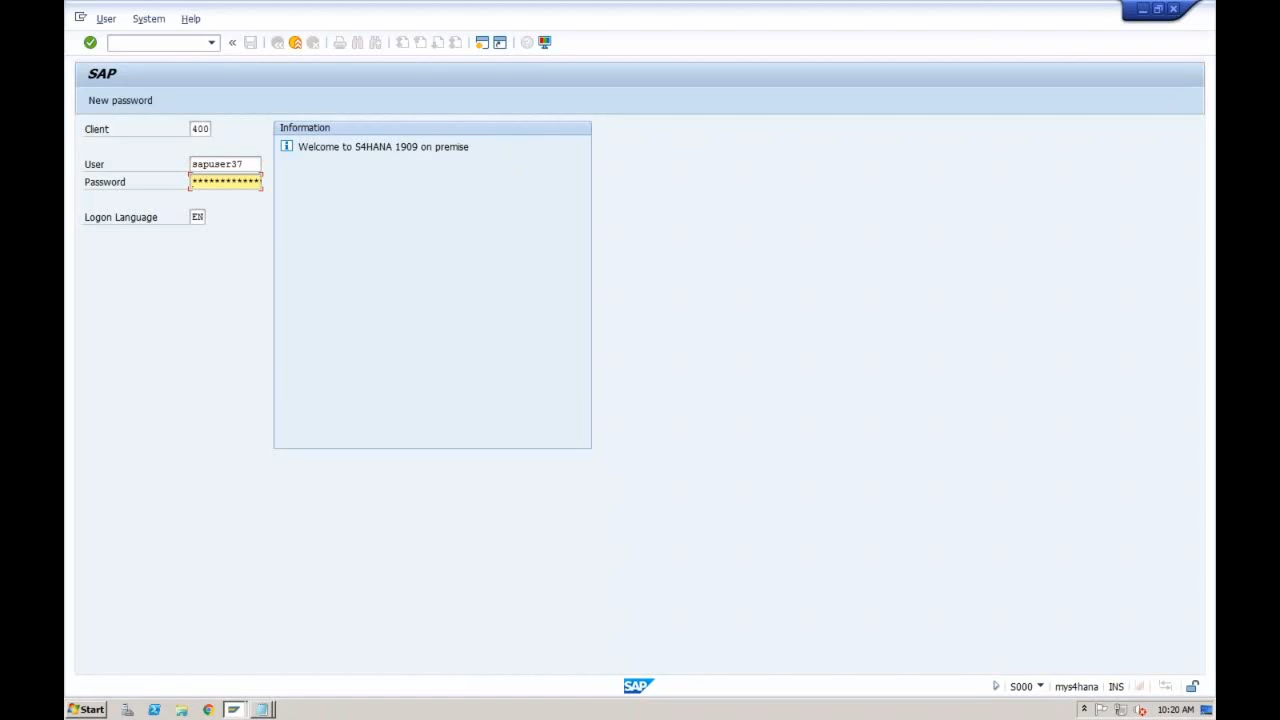 User System Help
SAP
New password
Client 400
Information
Welcome to S4HANA 1909 on premise
User sapuser37
Password ************
Logon Language EN
SAP
S000 mys4hana INS
Start
10:20 AM